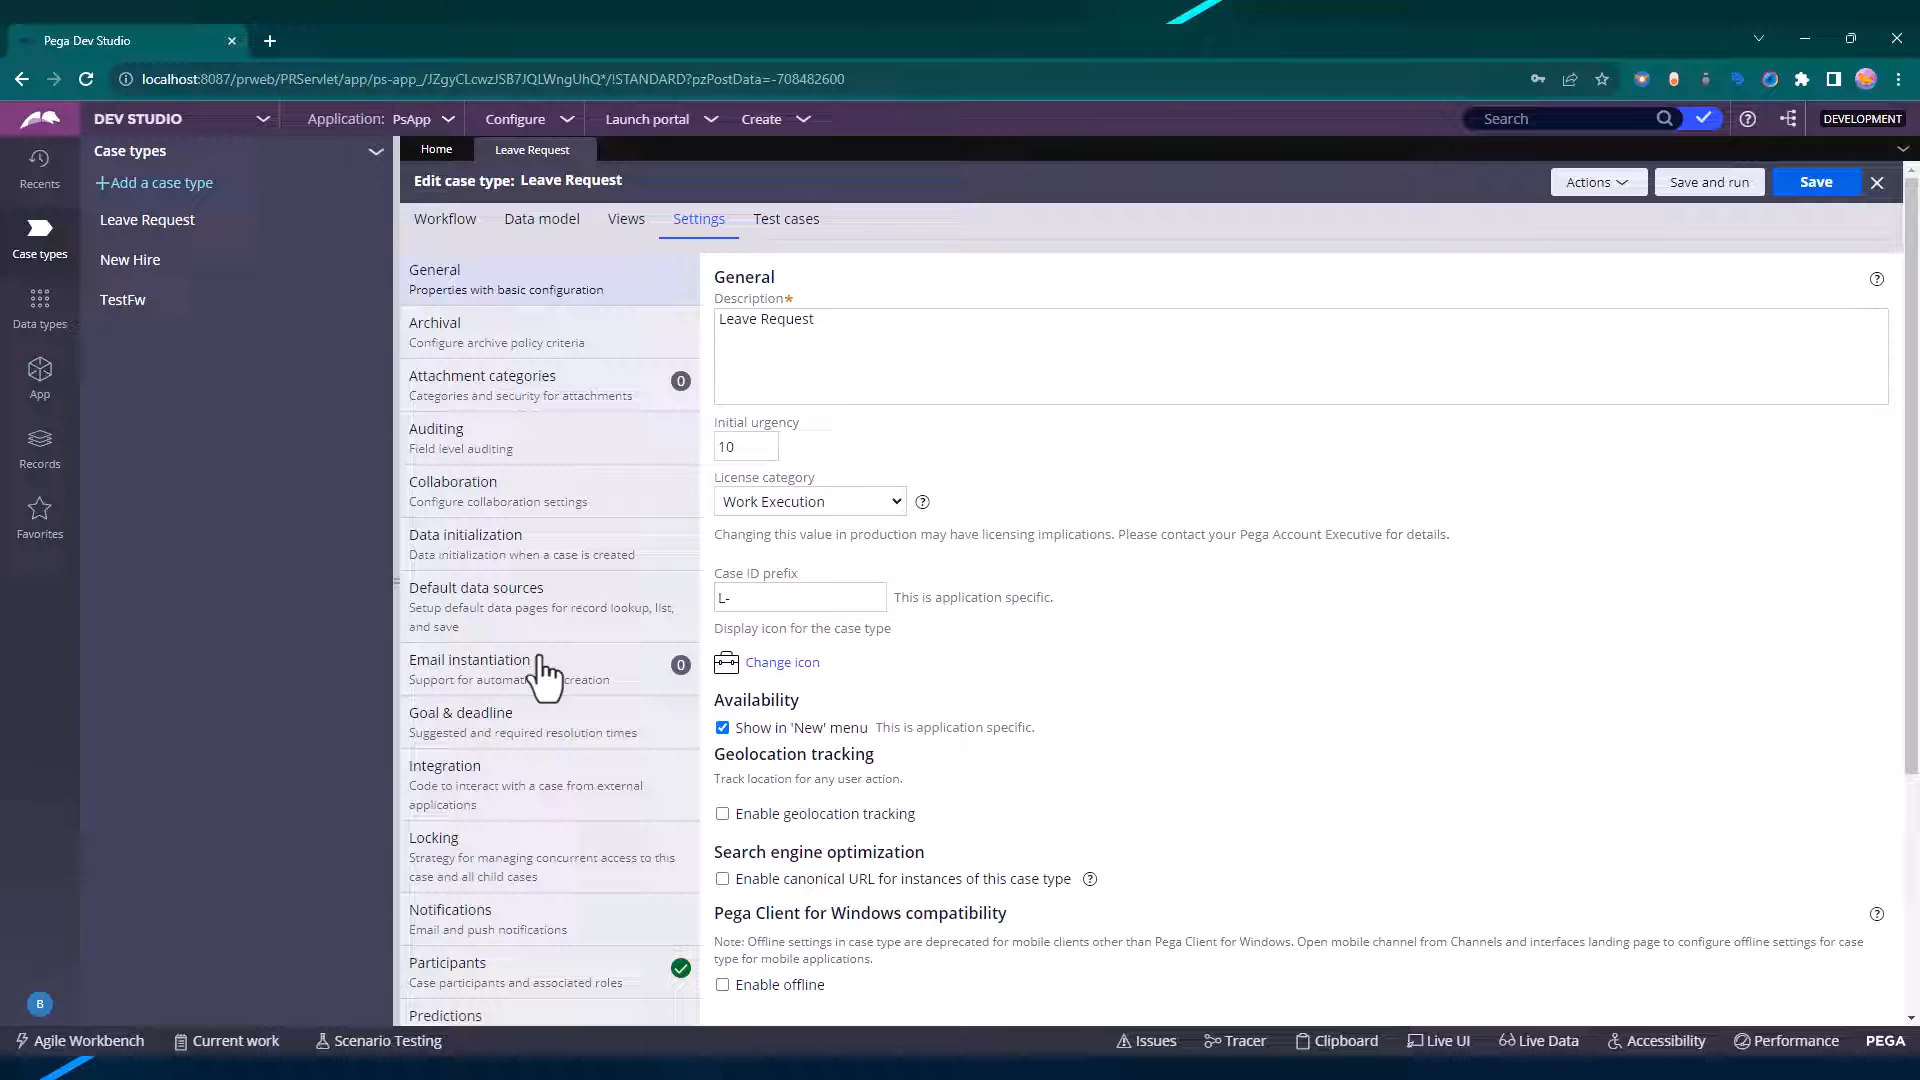 Pega Dev Studio
localhost:8087/prweb/PRServlet/app/ps-app_/JZgyCLcwzJSB7JQLWngUhQ*/!STANDARD?pzPostData=-708482600
DEV STUDIO
Application: PsApp
Configure
Launch portal
Create
Search
DEVELOPMENT
Recents
Case types
Data types
App
Records
Favorites
B
Case types
Add a case type
Leave Request
New Hire
TestFw
Home
Leave Request
Edit case type: Leave Request
Actions
Save and run
Save
Workflow
Data model
Views
Settings
Test cases
General
Properties with basic configuration
Archival
Configure archive policy criteria
Attachment categories
0
Categories and security for attachments
Auditing
Field level auditing
Collaboration
Configure collaboration settings
Data initialization
Data initialization when a case is created
Default data sources
Setup default data pages for record lookup, list,
and save
Email instantiation
0
Support for creation
Goal & deadline
Suggested and required resolution times
Integration
Code to interact with a case from external
applications
Locking
Strategy for managing concurrent access to this
case and all child cases
Notifications
Email and push notifications
Participants
Case participants and associated roles
Predictions
General
Description*
Leave Request
Initial urgency
10
License category
Work Execution
Changing this value in production may have licensing implications. Please contact your Pega Account Executive for details.
Case ID prefix
L-
This is application specific.
Display icon for the case type
Change icon
Availability
Show in 'New' menu
This is application specific.
Geolocation tracking
Track location for any user action.
Enable geolocation tracking
Search engine optimization
Enable canonical URL for instances of this case type
Pega Client for Windows compatibility
Note: Offline settings in case type are deprecated for mobile clients other than Pega Client for Windows. Open mobile channel from Channels and interfaces landing page to configure offline settings for case
type for mobile applications.
Enable offline
Agile Workbench
Current work
Scenario Testing
Issues
Tracer
Clipboard
Live UI
Live Data
Accessibility
Performance
PEGA